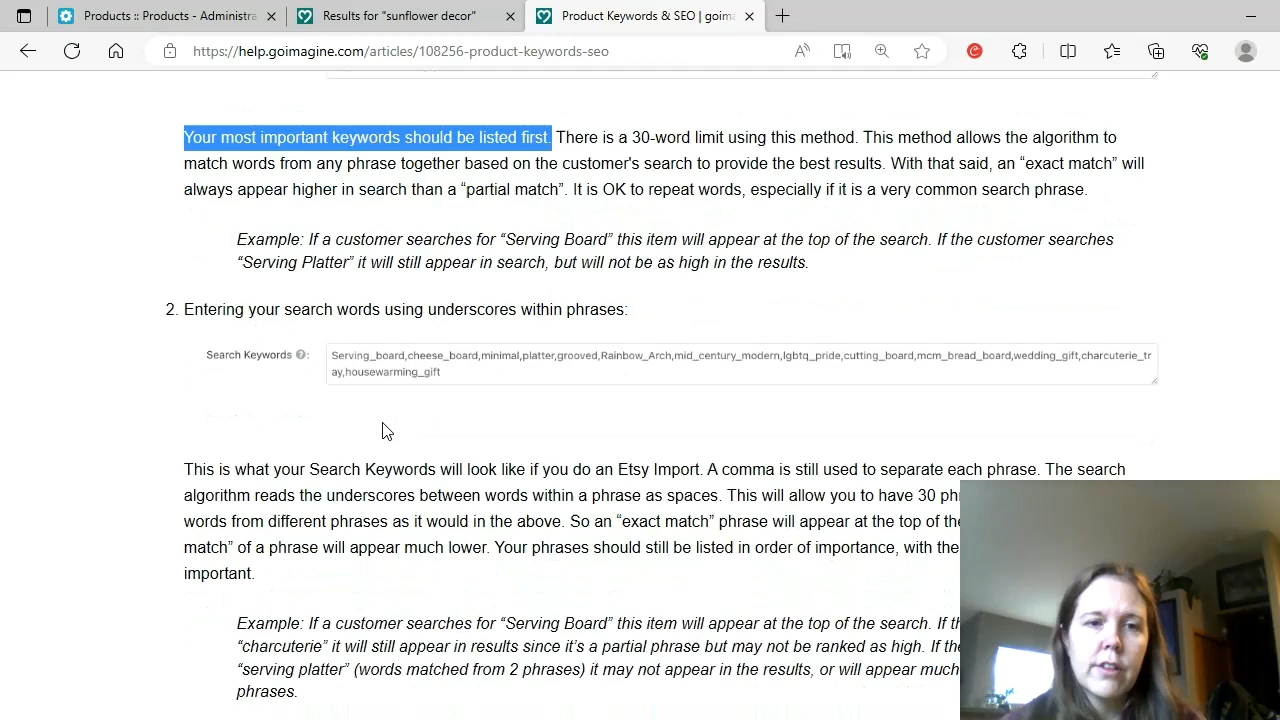 Products :: Products - Administra
Results for "sunflower decor"
Product Keywords & SEO | goima
https://help.goimagine.com/articles/108256-product-keywords-seo
Your most important keywords should be listed first. There is a 30-word limit using this method. This method allows the algorithm to
match words from any phrase together based on the customer's search to provide the best results. With that said, an “exact match” will
always appear higher in search than a “partial match”. It is OK to repeat words, especially if it is a very common search phrase.
Example: If a customer searches for “Serving Board” this item will appear at the top of the search. If the customer searches
“Serving Platter” it will still appear in search, but will not be as high in the results.
2. Entering your search words using underscores within phrases:
Search Keywords ?:
Serving_board,cheese_board,minimal,platter,grooved,Rainbow_Arch,mid_century_modern,lgbtq_pride,cutting_board,mcm_bread_board,wedding_gift,charcuterie_tr
ay,housewarming_gift
This is what your Search Keywords will look like if you do an Etsy Import. A comma is still used to separate each phrase. The search
algorithm reads the underscores between words within a phrase as spaces. This will allow you to have 30
words from different phrases as it would in the above. So an “exact match” phrase will appear at the top of the
match” of a phrase will appear much lower. Your phrases should still be listed in order of importance, with the
important.
Example: If a customer searches for “Serving Board” this item will appear at the top of the search. If
“charcuterie” it will still appear in results since it’s a partial phrase but may not be ranked as high. If
“serving platter” (words matched from 2 phrases) it may not appear in the results, or will appear much
phrases.